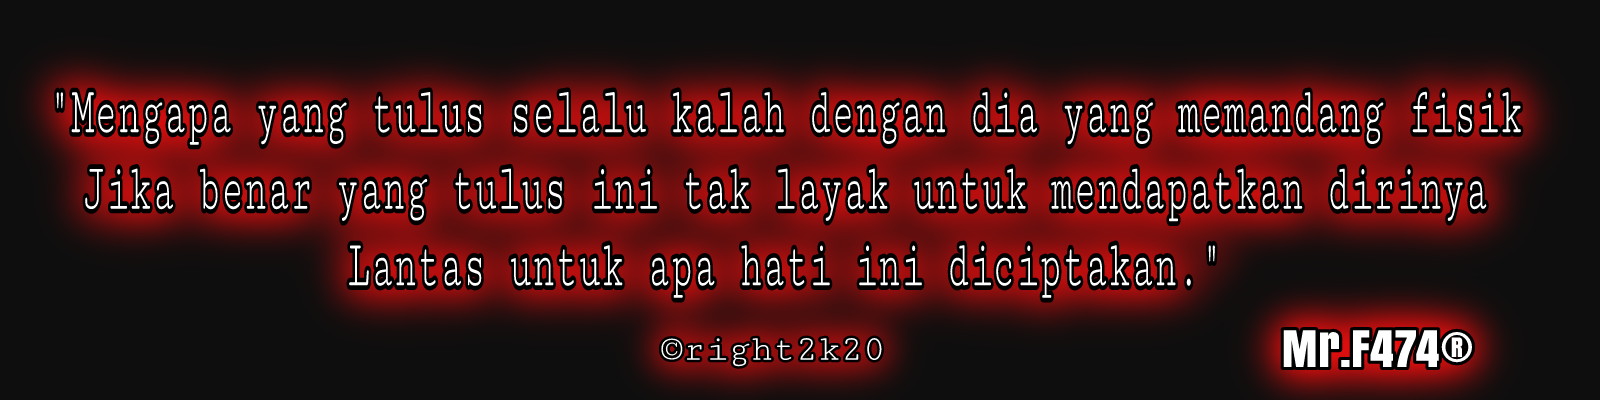 "Mengapa yang tulus selalu kalah dengan dia yang memandang fisik
Jika benar yang tulus ini tak layak untuk mendapatkan dirinya
Lantas untuk apa hati ini diciptakan."
©right2k20
Mr.F474®